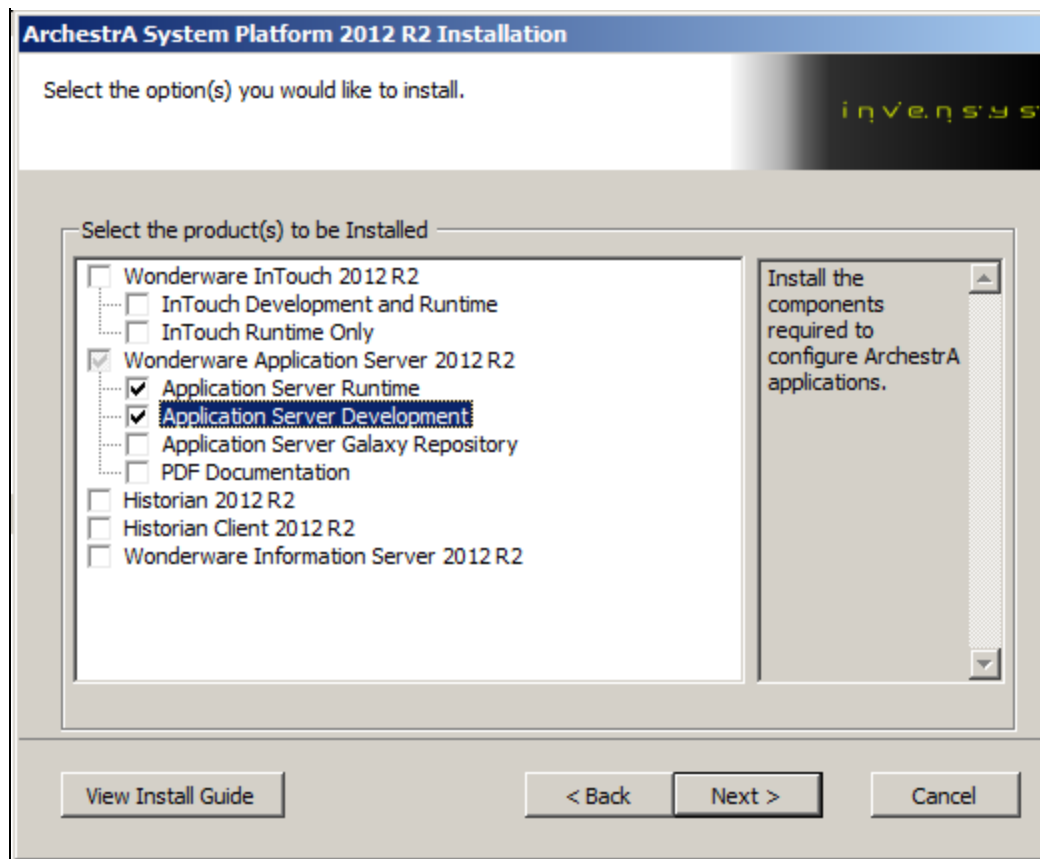 ArchestrA System Platform 2012 R2 Installation
Select the option(s) you would like to install.
invensys
Select the product(s) to be Installed
Wonderware InTouch 2012 R2
InTouch Development and Runtime
InTouch Runtime Only
Wonderware Application Server 2012 R2
Application Server Runtime
Application Server Development
Application Server Galaxy Repository
PDF Documentation
Historian 2012 R2
Historian Client 2012 R2
Wonderware Information Server 2012 R2
Install the
components
required to
configure ArchestrA
applications.
View Install Guide
< Back
Next >
Cancel